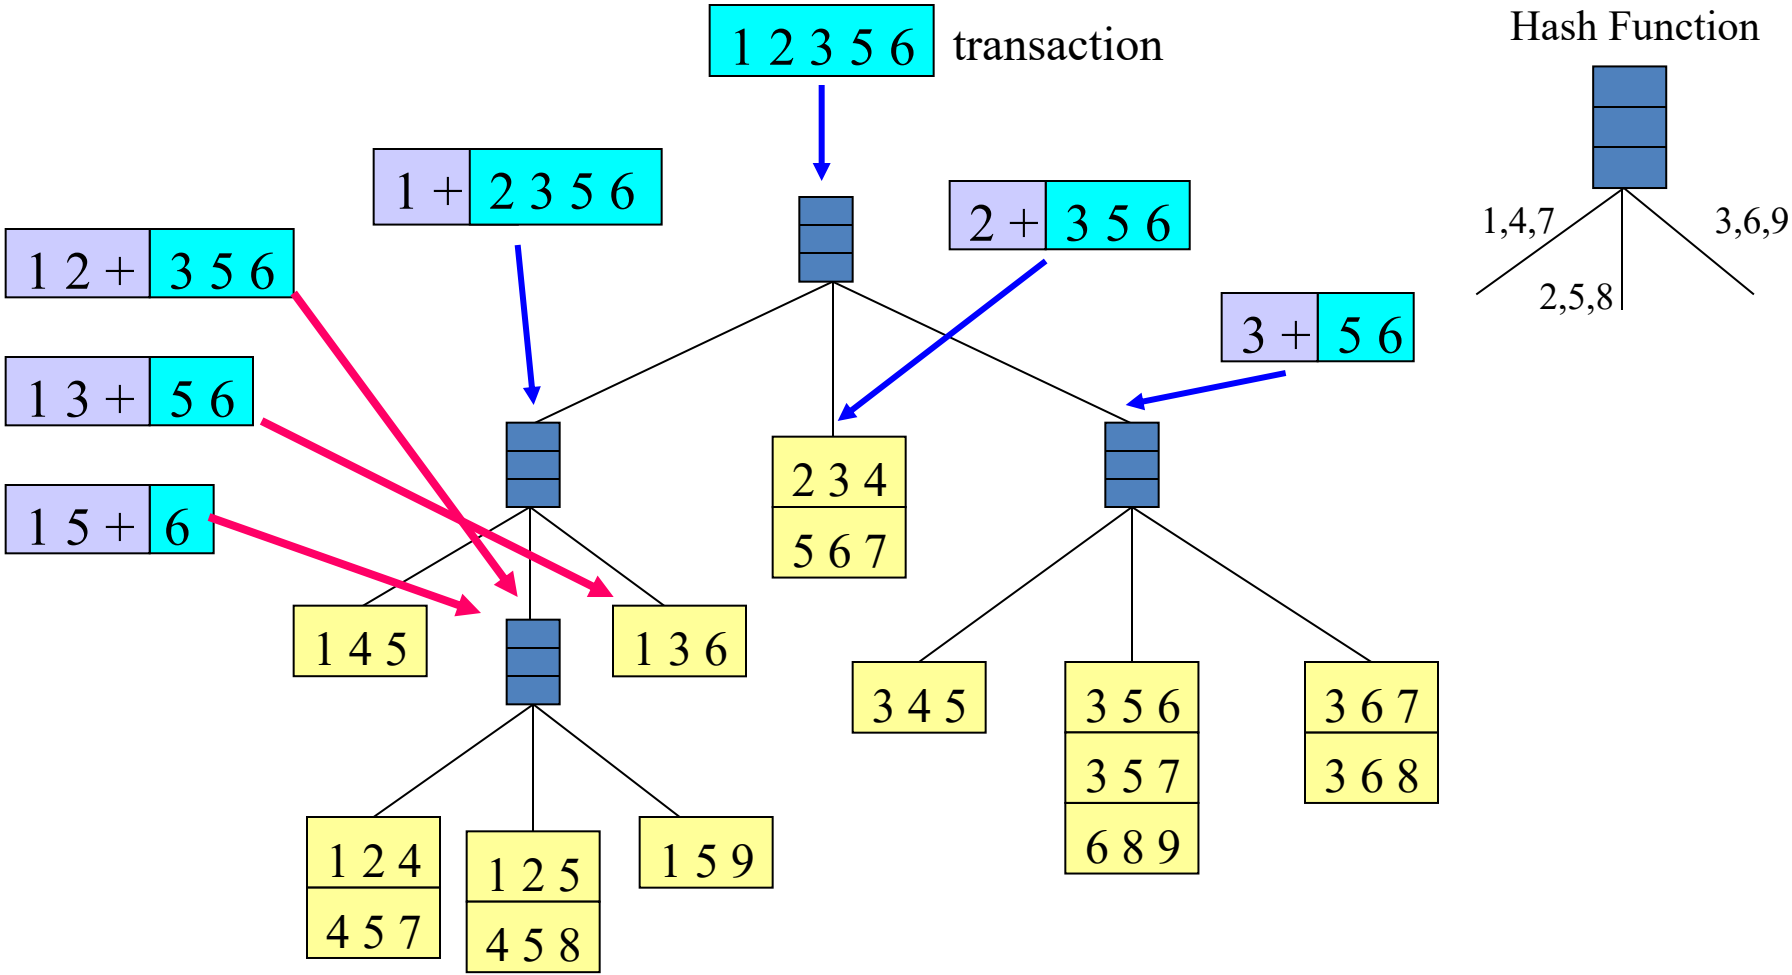 1 2 3 5 6 transaction
Hash Function
1 + 2 3 5 6
2 + 3 5 6
1,4,7
3,6,9
2,5,8
1 2 + 3 5 6
3 + 5 6
1 3 + 5 6
1 5 + 6
2 3 4
5 6 7
1 4 5
1 3 6
3 4 5
3 5 6
3 6 7
3 5 7
3 6 8
6 8 9
1 2 4
1 2 5
1 5 9
4 5 7
4 5 8